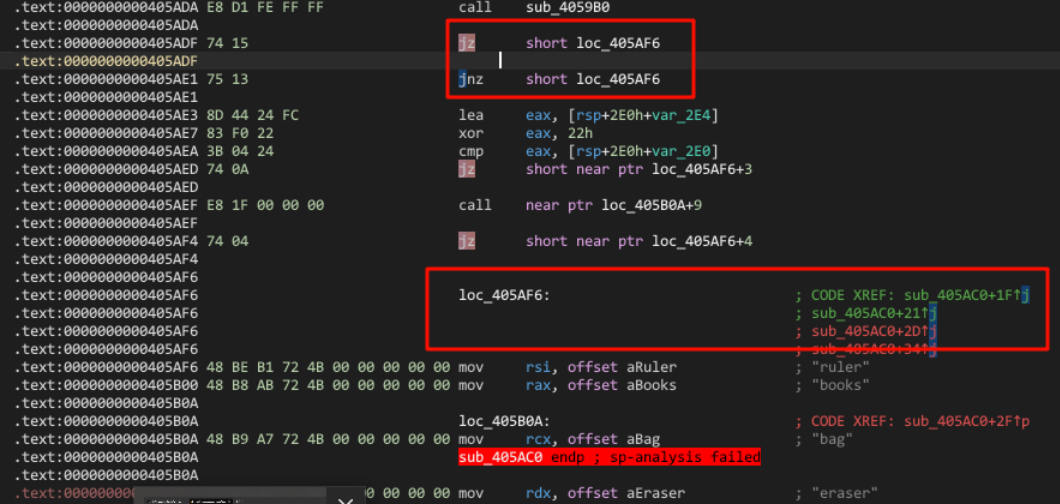 .text:0000000000405ADA E8 D1 FE FF FF call sub_4059B0
.text:0000000000405ADA
.text:0000000000405ADF 74 15 jz short loc_405AF6
.text:0000000000405ADF
.text:0000000000405AE1 75 13 jnz short loc_405AF6
.text:0000000000405AE1
.text:0000000000405AE3 8D 44 24 FC lea eax, [rsp+2E0h+var_2E4]
.text:0000000000405AE7 83 F0 22 xor eax, 22h
.text:0000000000405AEA 3B 04 24 cmp eax, [rsp+2E0h+var_2E0]
.text:0000000000405AED 74 0A jz short near ptr loc_405AF6+3
.text:0000000000405AED
.text:0000000000405AEF E8 1F 00 00 00 call near ptr loc_405B0A+9
.text:0000000000405AEF
.text:0000000000405AF4 74 04 jz short near ptr loc_405AF6+4
.text:0000000000405AF4
.text:0000000000405AF6
.text:0000000000405AF6 loc_405AF6: ; CODE XREF: sub_405AC0+1F↑j
.text:0000000000405AF6 ; sub_405AC0+21↑j
.text:0000000000405AF6 ; sub_405AC0+2D↑j
.text:0000000000405AF6 ; sub_405AC0+34↑j
.text:0000000000405AF6 48 BE B1 72 4B 00 00 00 00 00 mov rsi, offset aRuler ; "ruler"
.text:0000000000405B00 48 B8 AB 72 4B 00 00 00 00 00 mov rax, offset aBooks ; "books"
.text:0000000000405B0A
.text:0000000000405B0A loc_405B0A: ; CODE XREF: sub_405AC0+2F↑p
.text:0000000000405B0A 48 B9 A7 72 4B 00 00 00 00 00 mov rcx, offset aBag ; "bag"
.text:0000000000405B0A sub_405AC0 endp ; sp-analysis failed
.text:0000000000405B0A
.text:000000000 00 00 00 00 mov rdx, offset aEraser ; "eraser"